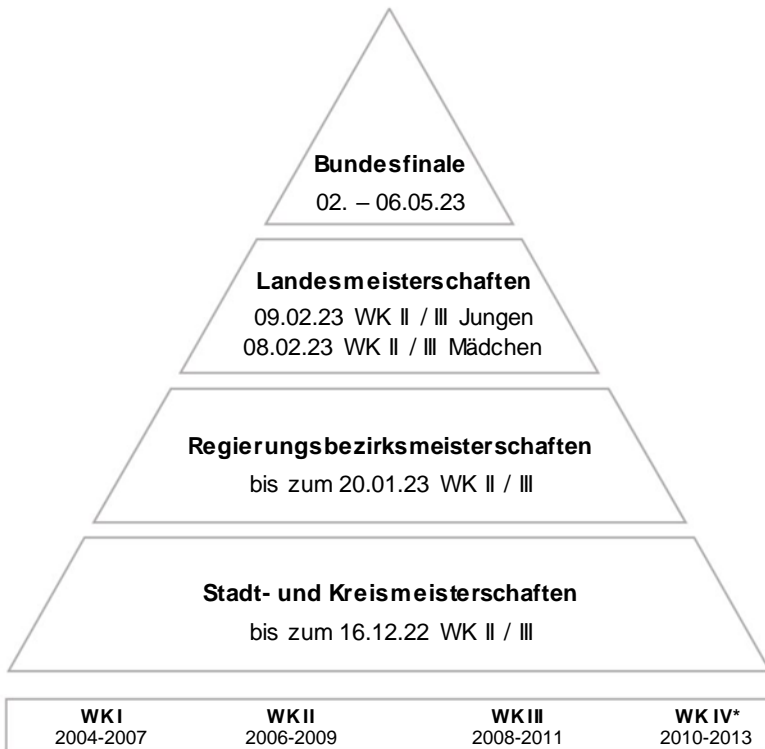 Bundesfinale
02. – 06.05.23
Landesmeisterschaften
09.02.23 WK II / III Jungen
08.02.23 WK II / III Mädchen
Regierungsbezirksmeisterschaften
bis zum 20.01.23 WK II / III
Stadt- und Kreismeisterschaften
bis zum 16.12.22 WK II / III
WK I WK II WK III WK IV*
2004-2007 2006-2009 2008-2011 2010-2013